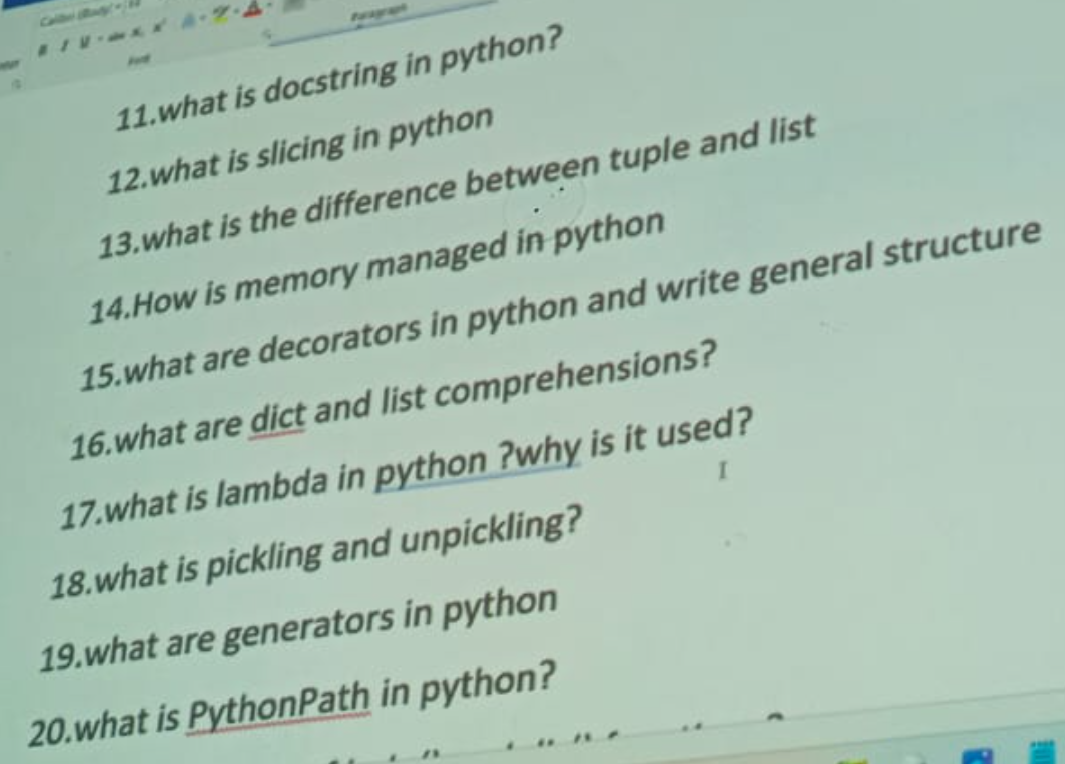 Paragraph
Font
11.what is docstring in python?
12.what is slicing in python
13.what is the difference between tuple and list
14.How is memory managed in python
15.what are decorators in python and write general structure
16.what are dict and list comprehensions?
17.what is lambda in python ?why is it used?
18.what is pickling and unpickling?
19.what are generators in python
20.what is PythonPath in python?